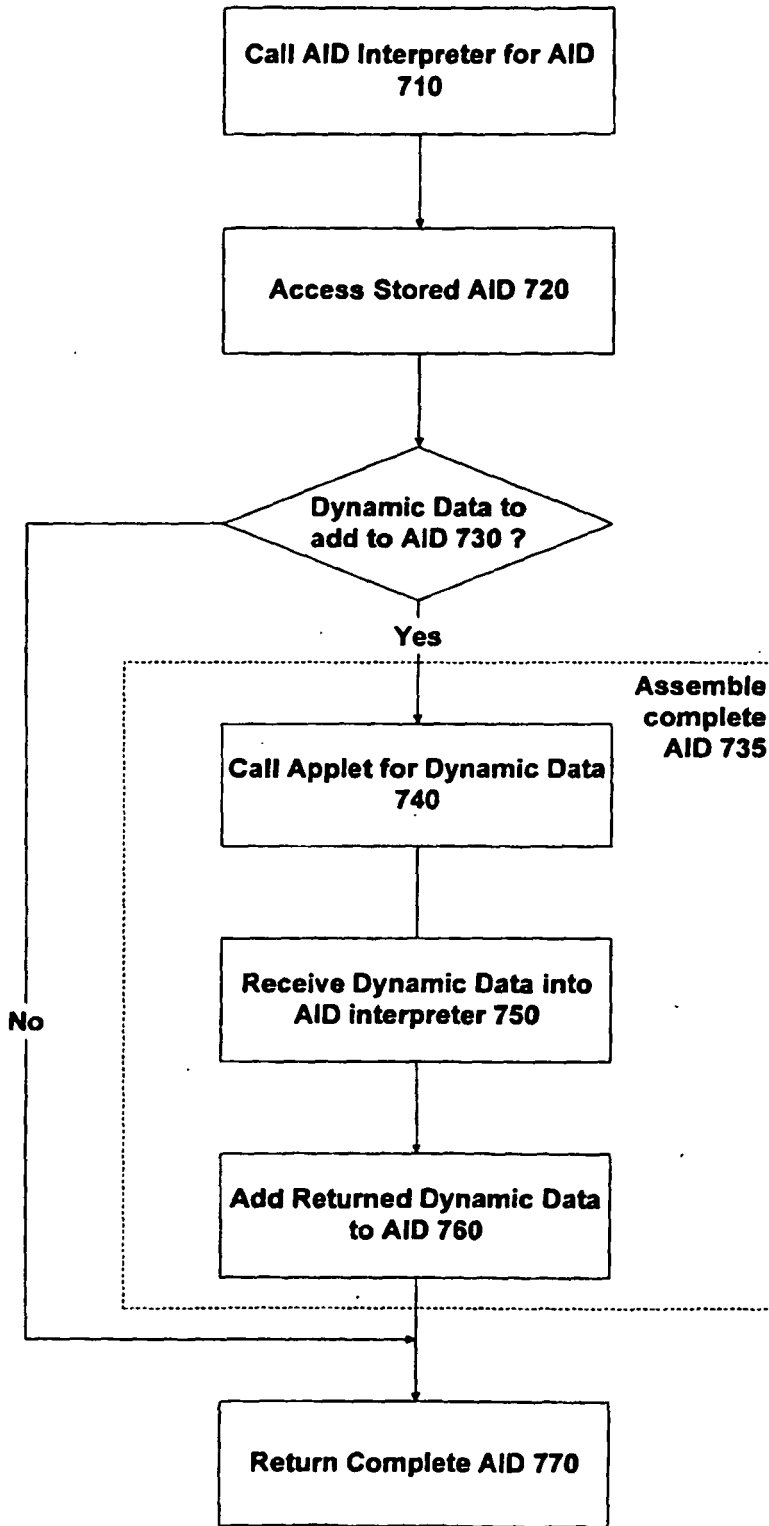 Call AID Interpreter for AID
710
Access Stored AID 720
Dynamic Data to
add to AID 730 ?
Yes
Assemble
complete
AID 735
Call Applet for Dynamic Data
740
Receive Dynamic Data into
AID interpreter 750
No
Add Returned Dynamic Data
to AID 760
Return Complete AID 770